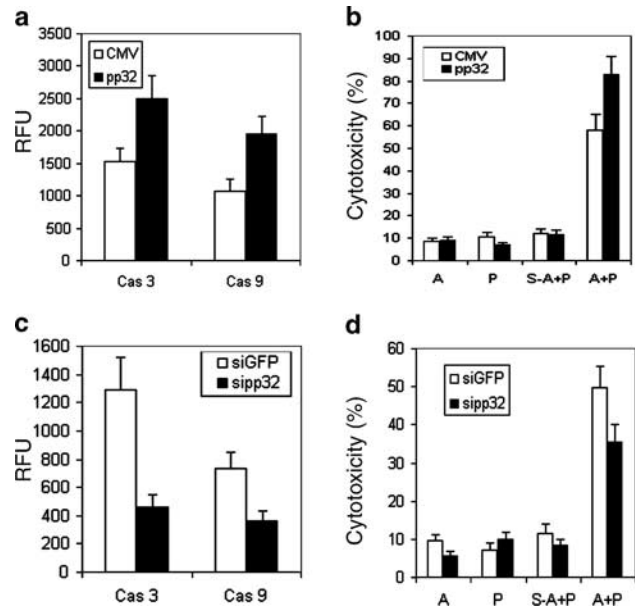 a
CMV
pp32
RFU
3500
3000
2500
2000
1500
1000
500
0
Cas 3
Cas 9
b
CMV
pp32
Cytotoxicity (%)
100
90
80
70
60
50
40
30
20
10
0
A
P
S-A+P
A+P
c
siGFP
sipp32
RFU
1600
1400
1200
1000
800
600
400
200
0
Cas 3
Cas 9
d
siGFP
sipp32
Cytotoxicity (%)
60
50
40
30
20
10
0
A
P
S-A+P
A+P